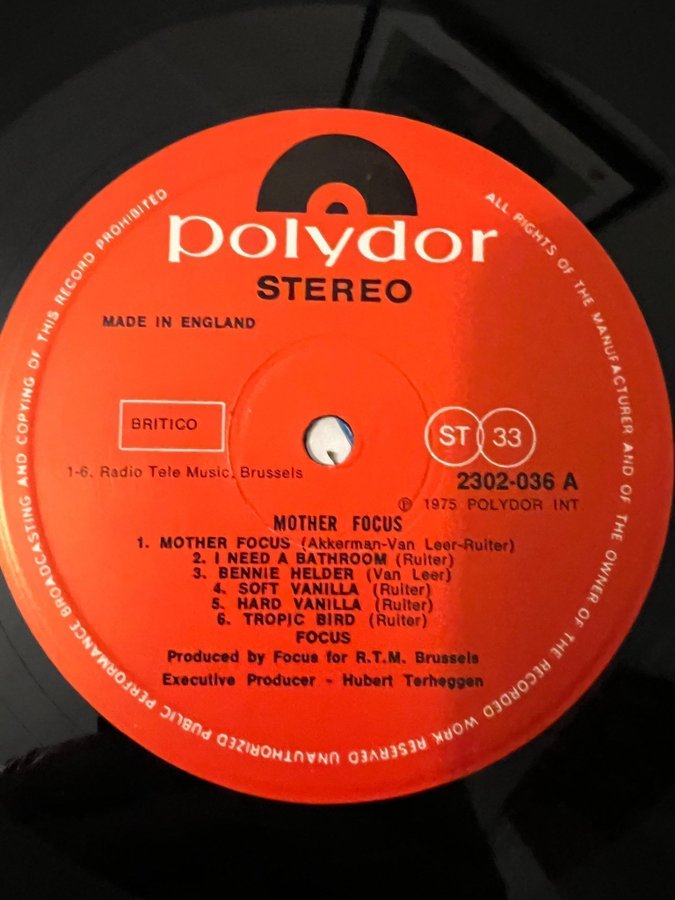 polydor
STEREO
MADE IN ENGLAND
BRITICO
ST 33
1-6. Radio Tele Music, Brussels
2302-036 A
℗ 1975 POLYDOR INT
MOTHER FOCUS
1. MOTHER FOCUS (Akkerman-Van Leer-Ruiter)
2. I NEED A BATHROOM (Ruiter)
3. BENNIE HELDER (Van Leer)
4. SOFT VANILLA (Ruiter)
5. HARD VANILLA (Ruiter)
6. TROPIC BIRD (Ruiter)
FOCUS
Produced by Focus for R.T.M. Brussels
Executive Producer - Hubert Terheggen
ALL RIGHTS OF THE MANUFACTURER AND OF THE OWNER OF THE RECORDED WORK RESERVED UNAUTHORIZED PUBLIC PERFORMANCE BROADCASTING AND COPYING OF THIS RECORD PROHIBITED